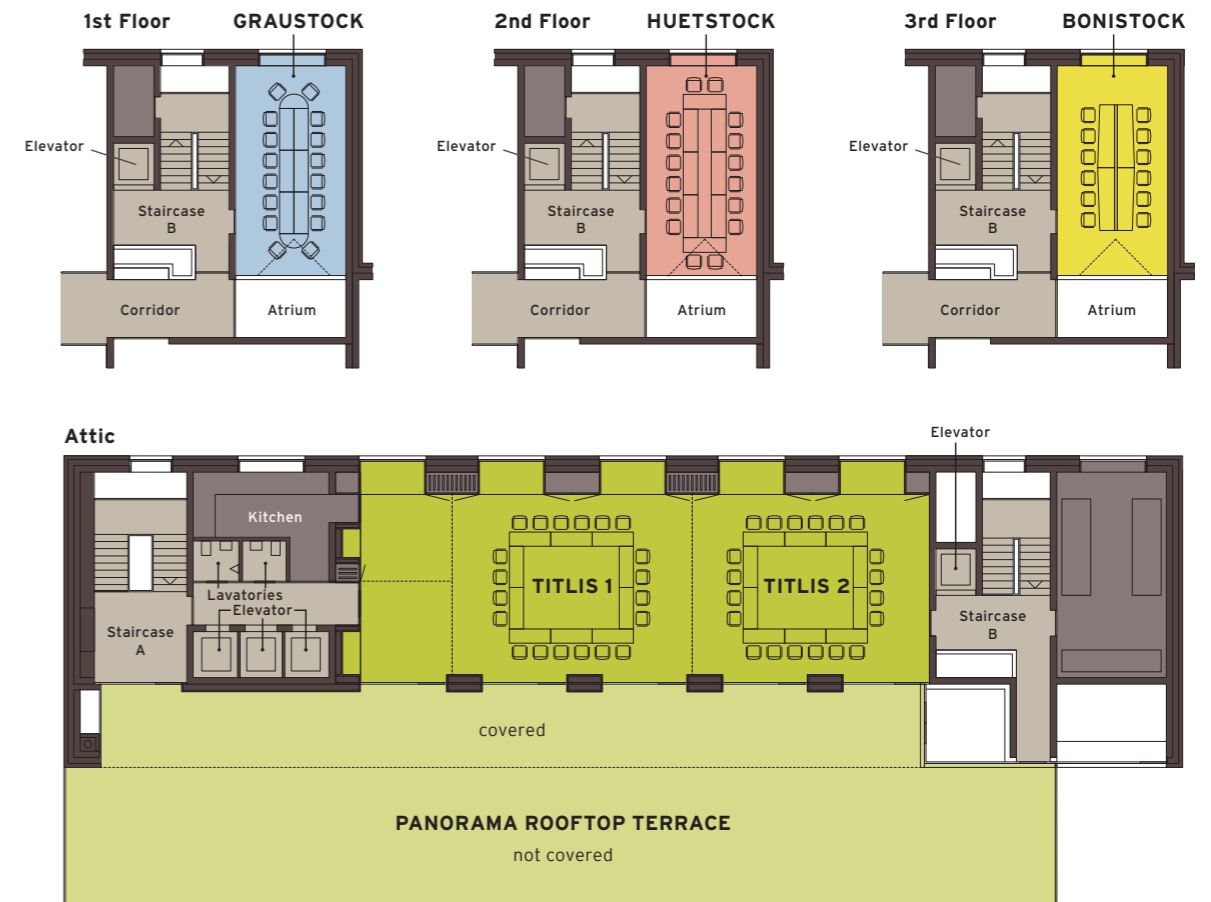 1st Floor
GRAUSTOCK
Elevator
Staircase
B
Corridor
Atrium
2nd Floor
HUETSTOCK
Elevator
Staircase
B
Corridor
Atrium
3rd Floor
BONISTOCK
Elevator
Staircase
B
Corridor
Atrium
Attic
Elevator
Kitchen
Lavatories
Elevator
Staircase
A
TITLIS 1
TITLIS 2
Staircase
B
covered
PANORAMA ROOFTOP TERRACE
not covered